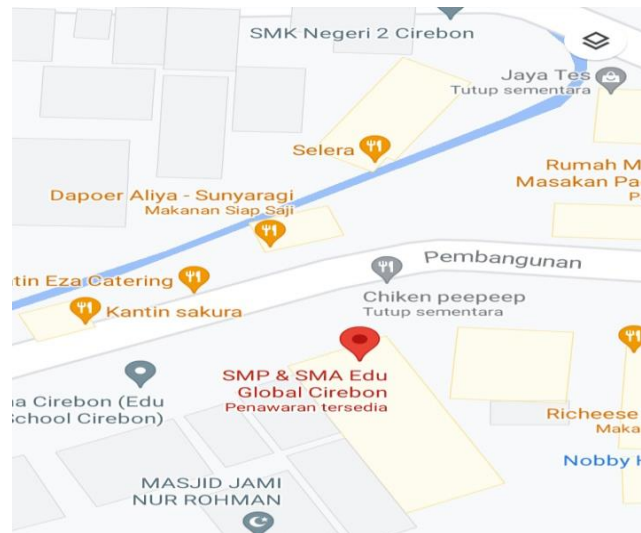 SMK Negeri 2 Cirebon
Jaya Tes
Tutup sementara
Selera
Rumah M
Masakan Pa
P
Dapoer Aliya - Sunyaragi
Makanan Siap Saji
Pembangunan
tin Eza Catering
Chiken peepeep
Tutup sementara
Kantin sakura
SMP & SMA Edu
Global Cirebon
Penawaran tersedia
a Cirebon (Edu
School Cirebon)
Richeese
Maka
Nobby H
MASJID JAMI
NUR ROHMAN